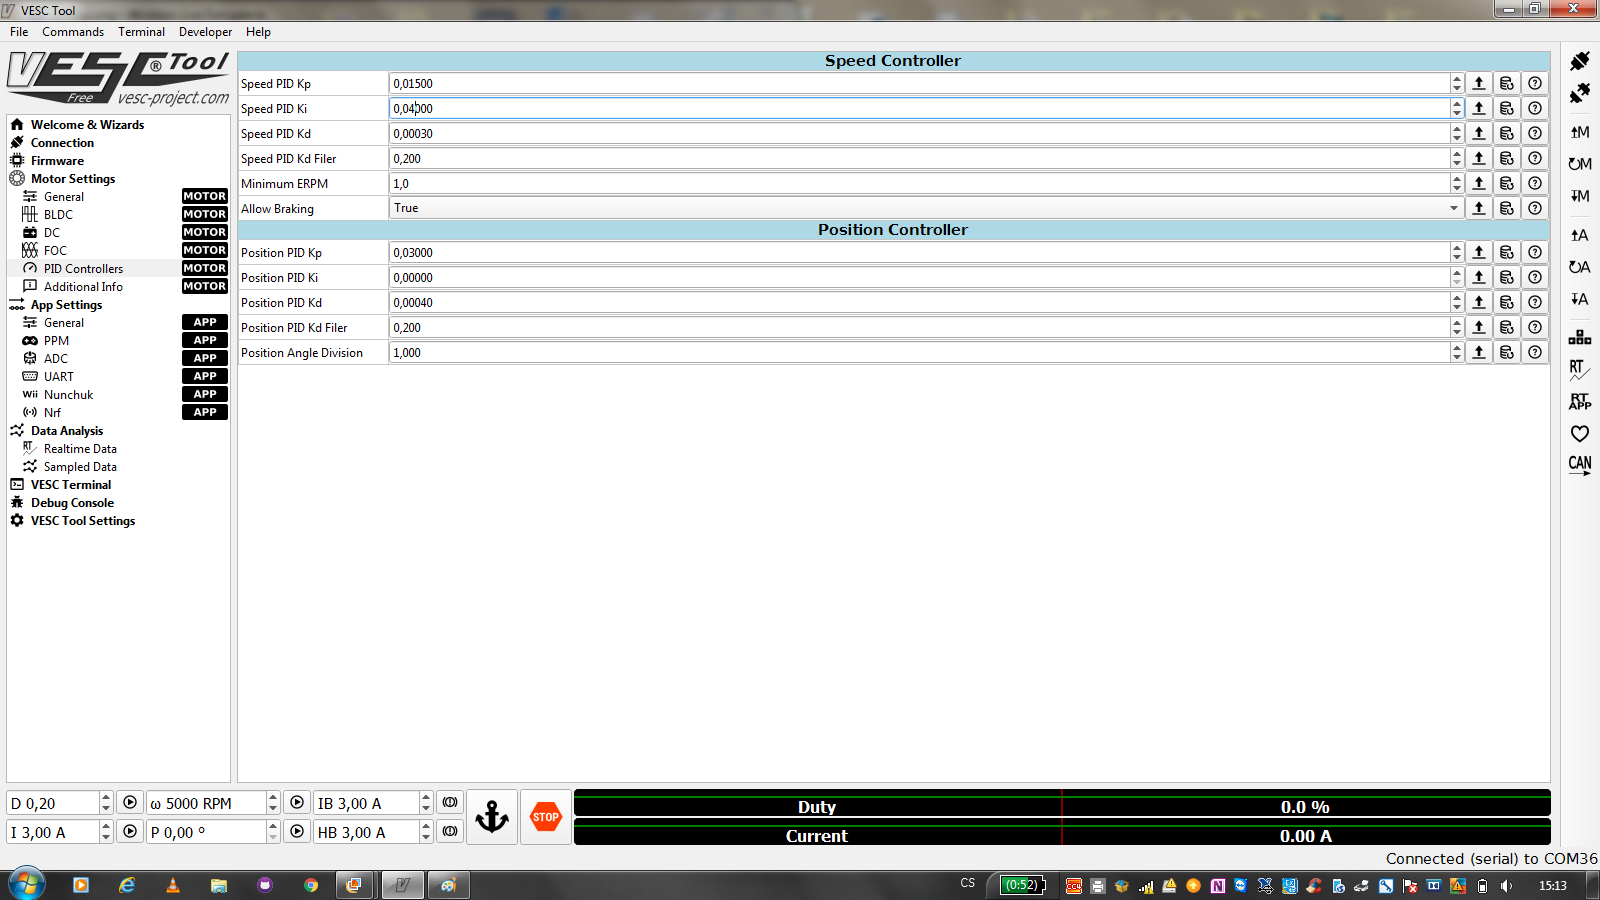 VESC Tool
File Commands Terminal Developer Help
VESC® Tool
Free vesc-project.com
Welcome & Wizards
Connection
Firmware
Motor Settings
General MOTOR
BLDC MOTOR
DC MOTOR
FOC MOTOR
PID Controllers MOTOR
Additional Info MOTOR
App Settings
General APP
PPM APP
ADC APP
UART APP
Wii Nunchuk APP
Nrf APP
Data Analysis
RT Realtime Data
Sampled Data
VESC Terminal
Debug Console
VESC Tool Settings
Speed Controller
Speed PID Kp 0,01500
Speed PID Ki 0,04000
Speed PID Kd 0,00030
Speed PID Kd Filer 0,200
Minimum ERPM 1,0
Allow Braking True
Position Controller
Position PID Kp 0,03000
Position PID Ki 0,00000
Position PID Kd 0,00040
Position PID Kd Filer 0,200
Position Angle Division 1,000
M
M
M
A
A
A
RT
RT
APP
CAN
D 0,20 ω 5000 RPM IB 3,00 A
I 3,00 A P 0,00 ° HB 3,00 A
STOP
Duty 0.0 %
Current 0.00 A
Connected (serial) to COM36
CS (0:52) 15:13